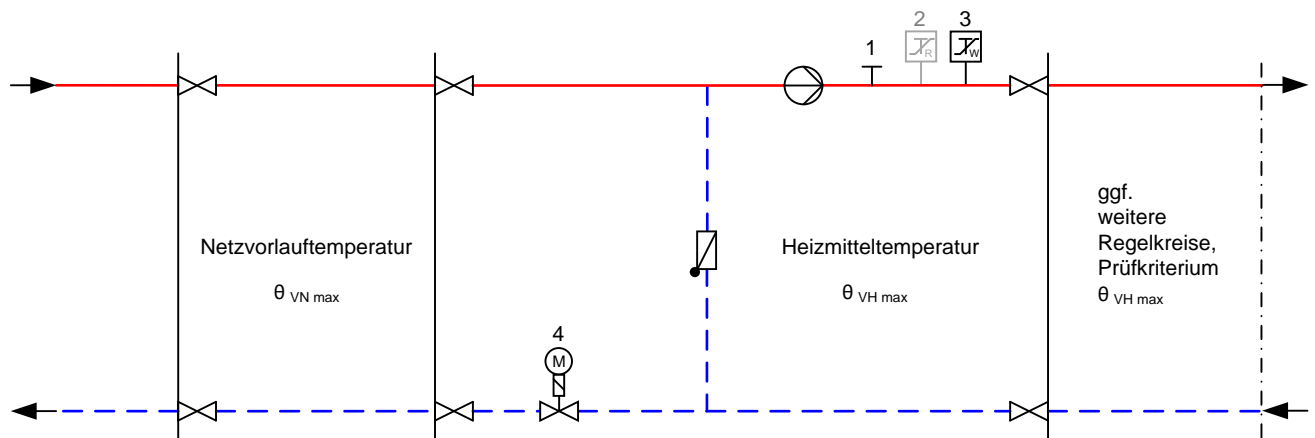 2
3
1
R
W
Netzvorlauftemperatur
θ VN max
Heizmitteltemperatur
θ VH max
ggf.
weitere
Regelkreise,
Prüfkriterium
θ VH max
4
M